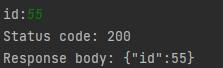 id:55
Status code: 200
Response body: {"id":55}